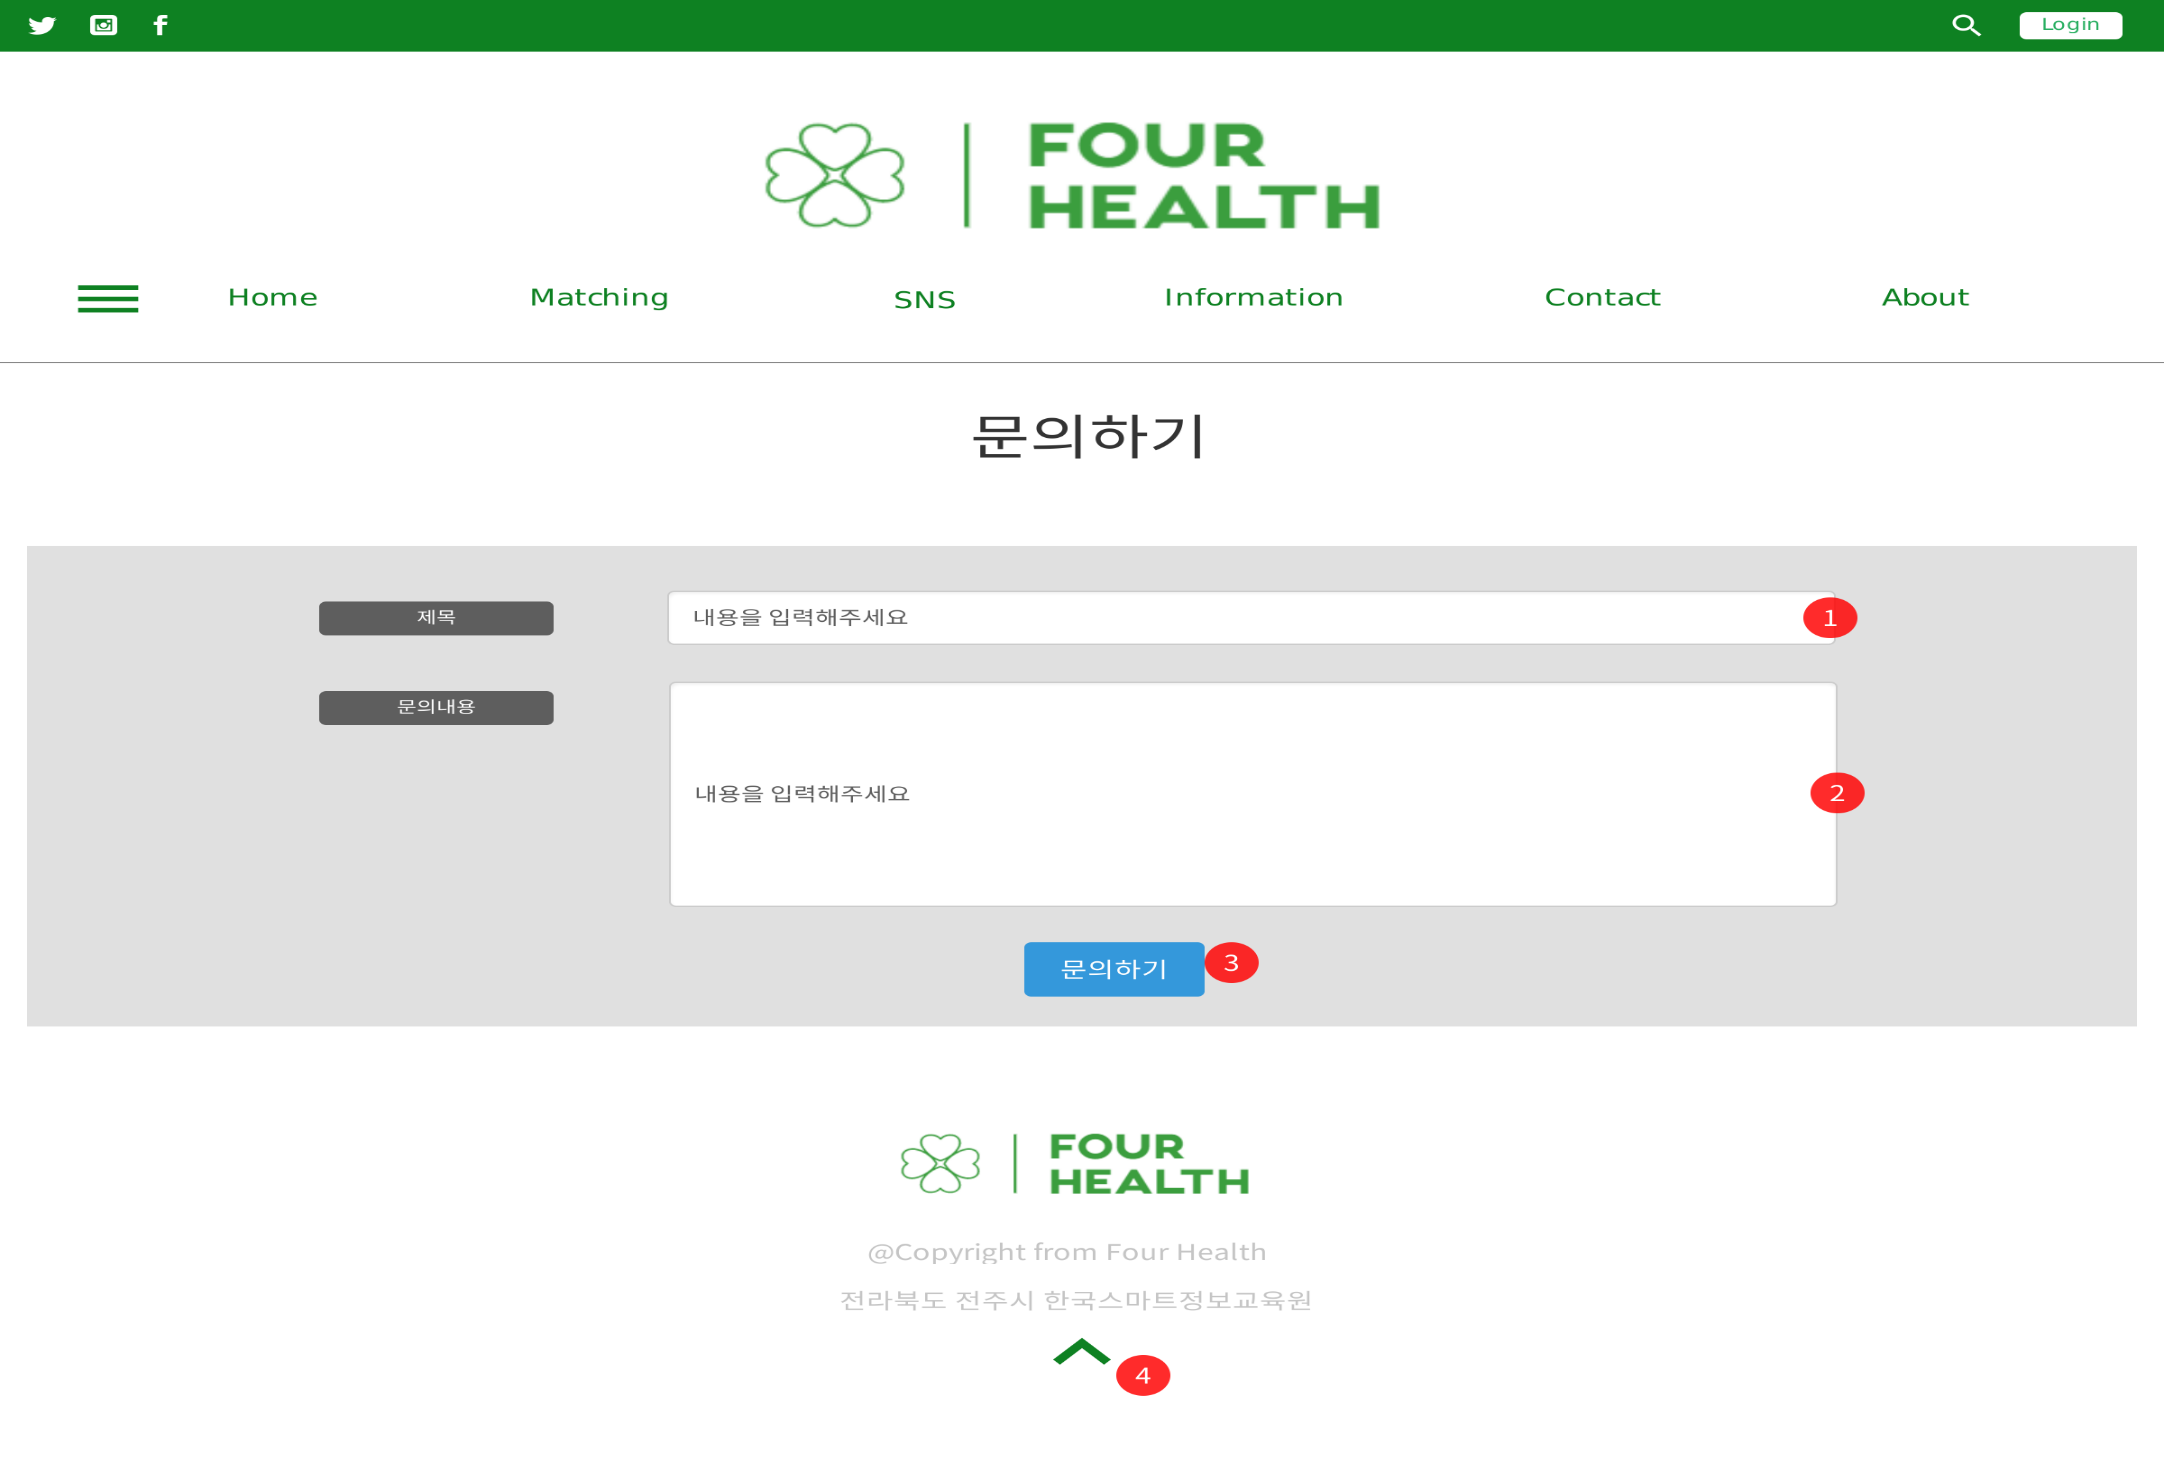 Login
FOUR
HEALTH
Home Matching SNS Information Contact About
문의하기
제목 내용을 입력해주세요 1
문의내용
내용을 입력해주세요 2
문의하기 3
FOUR
HEALTH
@Copyright from Four Health
전라북도 전주시 한국스마트정보교육원
4